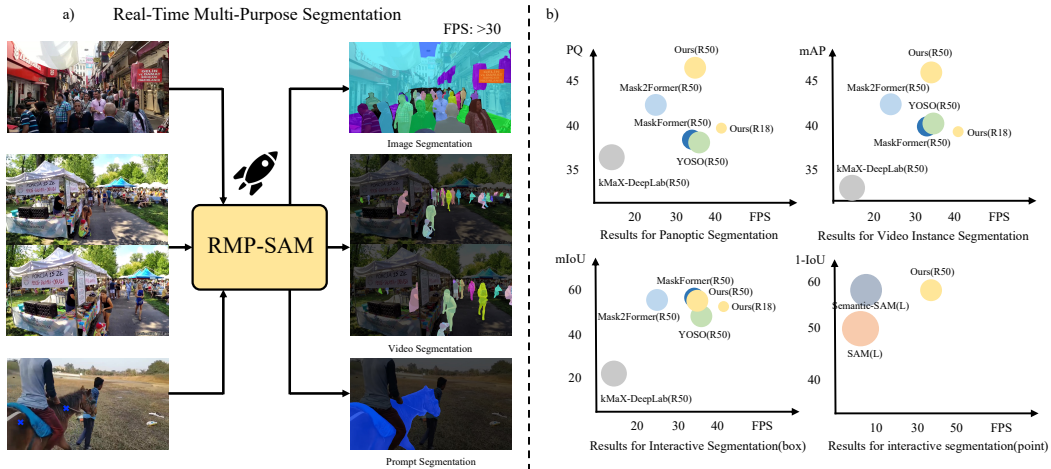 a)
Real-Time Multi-Purpose Segmentation
FPS: >30
RMP-SAM
Image Segmentation
Video Segmentation
Prompt Segmentation
b)
PQ
Ours(R50)
45
Mask2Former(R50)
40
MaskFormer(R50)
Ours(R18)
YOSO(R50)
35
kMaX-DeepLab(R50)
20
30
40
FPS
Results for Panoptic Segmentation
mAP
Ours(R50)
45
Mask2Former(R50)
YOSO(R50)
40
Ours(R18)
MaskFormer(R50)
35
kMaX-DeepLab(R50)
20
30
40
FPS
Results for Video Instance Segmentation
mIoU
MaskFormer(R50)
60
Ours(R50)
Ours(R18)
Mask2Former(R50)
YOSO(R50)
40
20
kMaX-DeepLab(R50)
20
30
40
FPS
Results for Interactive Segmentation(box)
1-IoU
Ours(R50)
60
Semantic-SAM(L)
50
SAM(L)
40
10
30
50
FPS
Results for interactive segmentation(point)